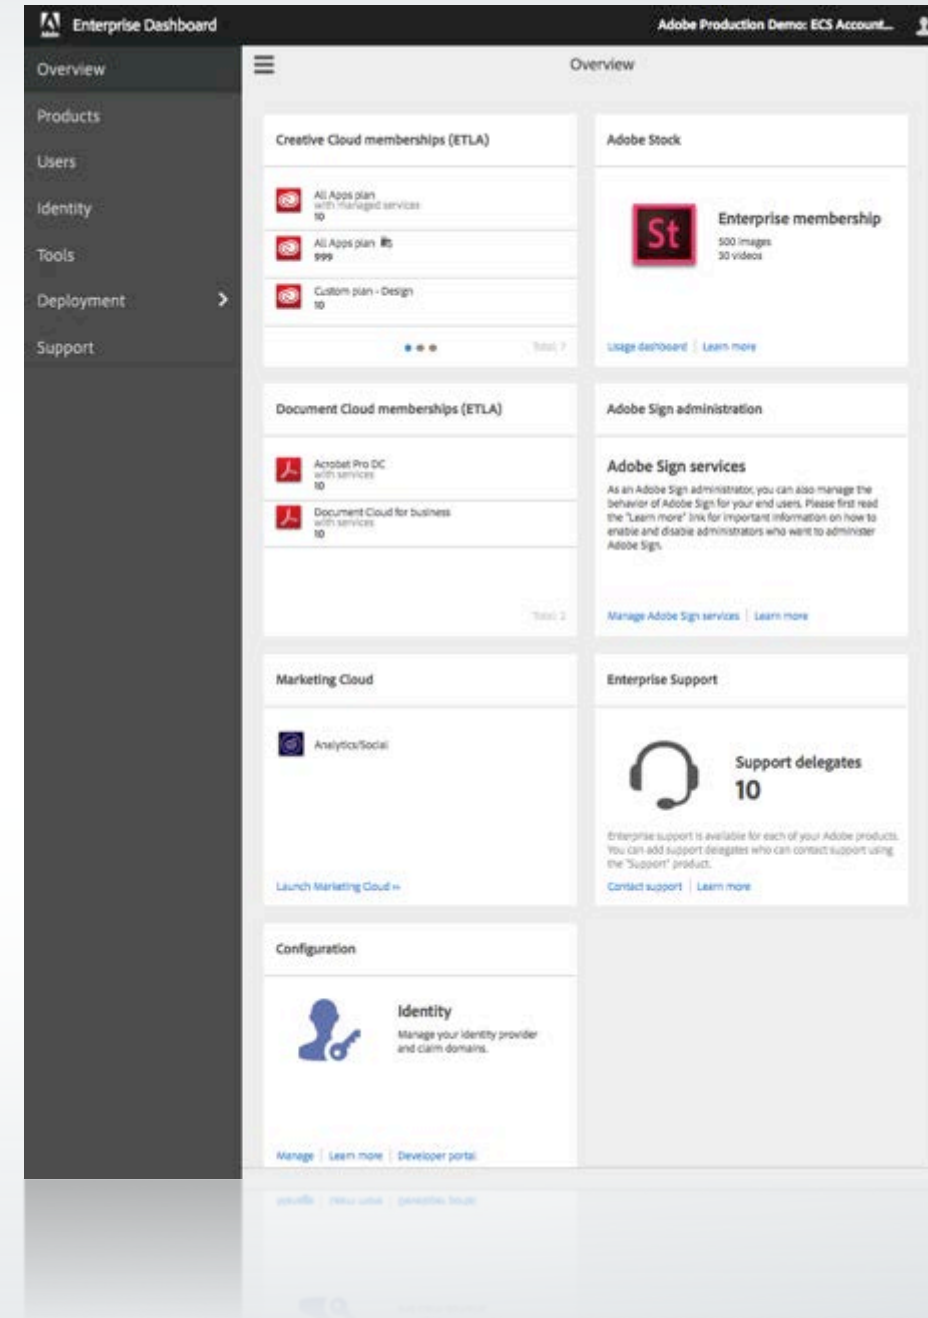 Enterprise Dashboard
Adobe Production Demo: ECS Account...
Overview
Products
Users
Identity
Tools
Deployment
Support
Overview
Creative Cloud memberships (ETLA)
All Apps plan
with managed services
10
All Apps plan
999
Custom plan - Design
10
Total: 7
Adobe Stock
St
Enterprise membership
500 images
30 videos
Usage dashboard | Learn more
Document Cloud memberships (ETLA)
Acrobat Pro DC
with services
10
Document Cloud for business
with services
10
Total: 2
Adobe Sign administration
Adobe Sign services
As an Adobe Sign administrator, you can also manage the
behavior of Adobe Sign for your end users. Please first read
the "Learn more" link for important information on how to
enable and disable administrators who want to administer
Adobe Sign.
Manage Adobe Sign services | Learn more
Marketing Cloud
Analytics/Social
Launch Marketing Cloud »
Enterprise Support
Support delegates
10
Enterprise support is available for each of your Adobe products.
You can add support delegates who can contact support using
the "Support" product.
Contact support | Learn more
Configuration
Identity
Manage your identity provider
and claim domains.
Manage | Learn more | Developer portal